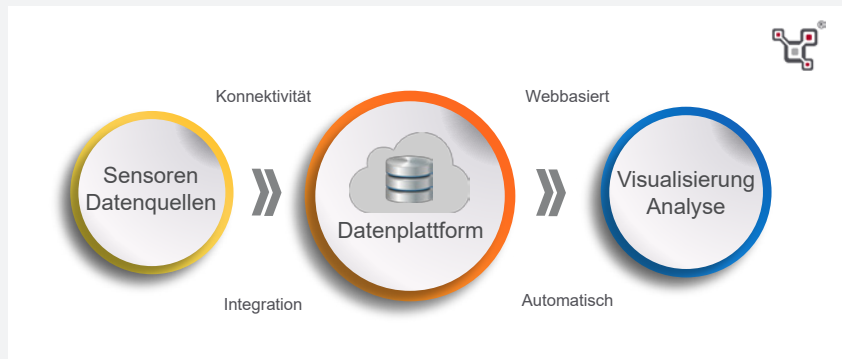 Konnektivität
Webbasiert
Sensoren
Datenquellen
Datenplattform
Visualisierung
Analyse
Integration
Automatisch
®